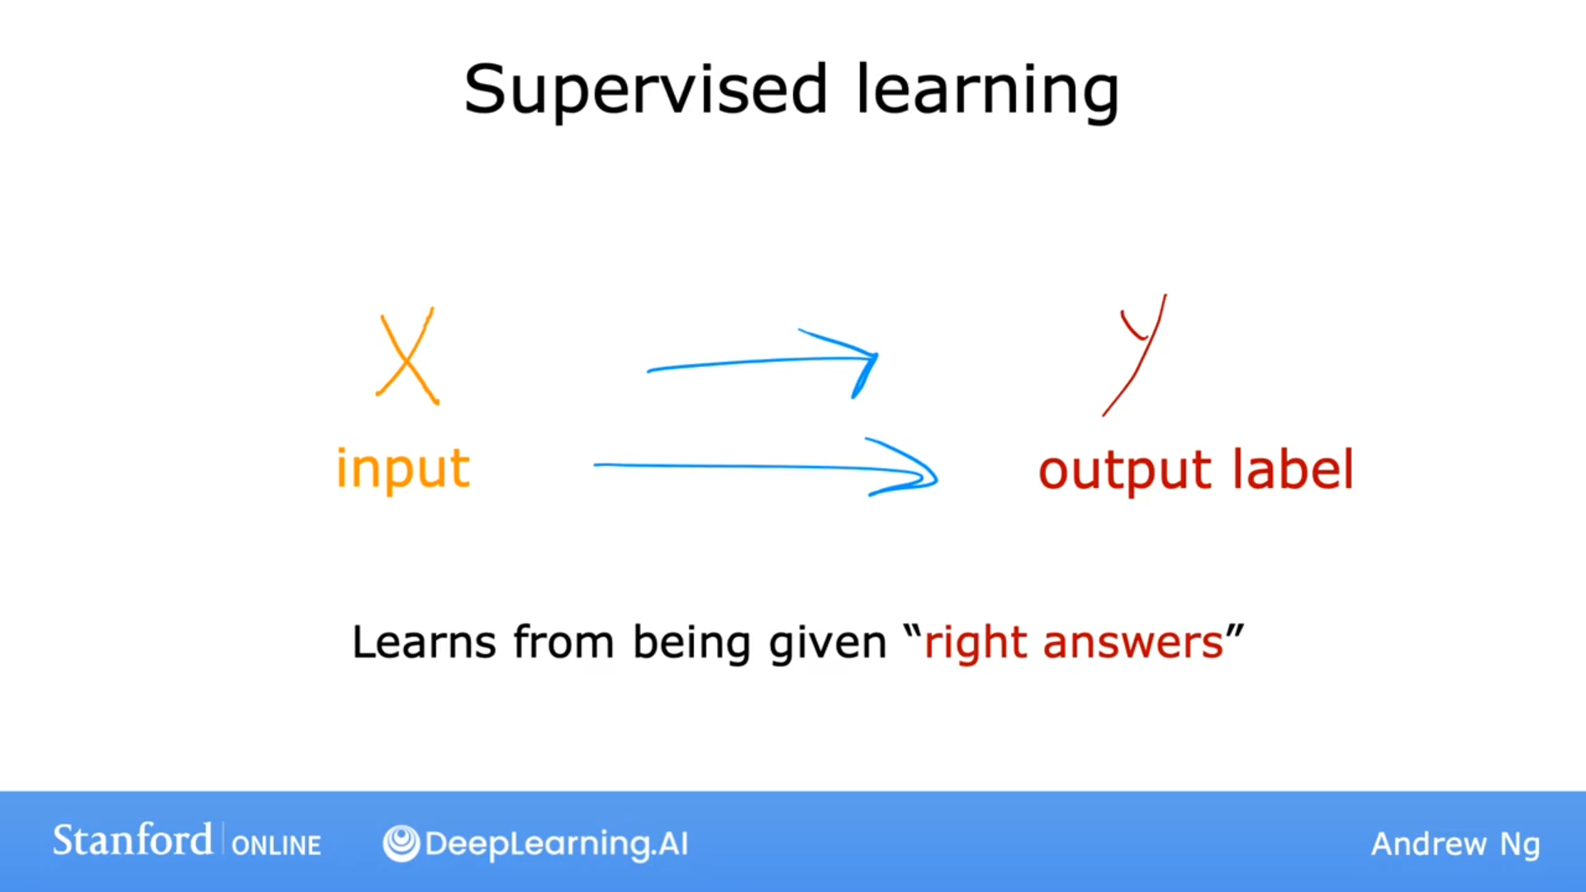 Supervised learning
X
y
input
output label
Learns from being given “right answers”
Stanford ONLINE
DeepLearning.AI
Andrew Ng